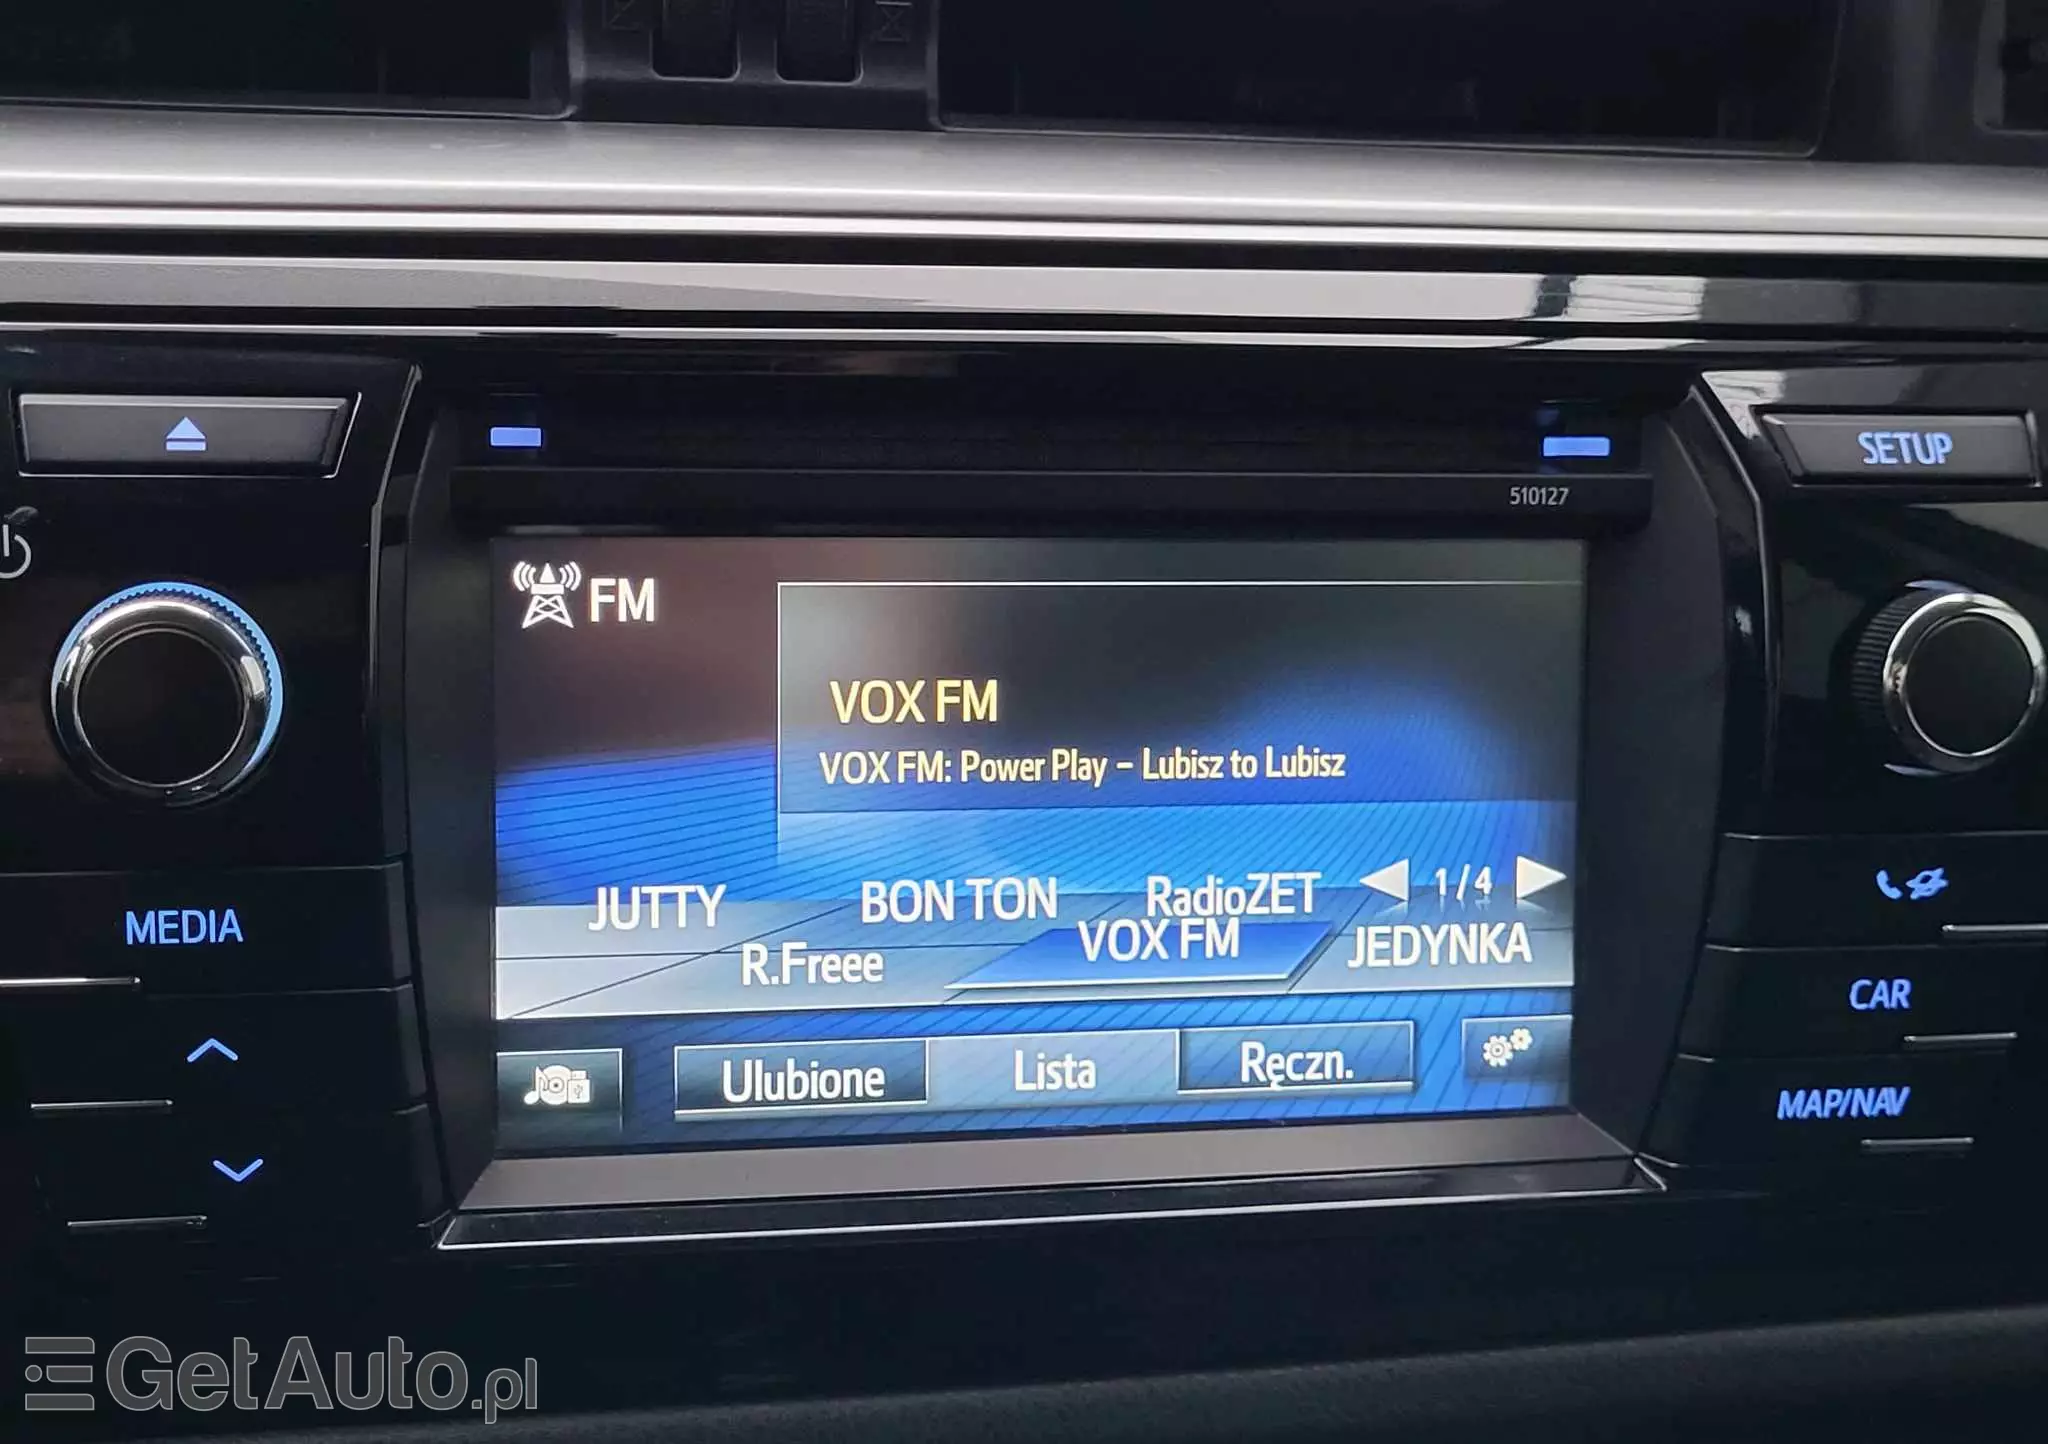 SETUP
510127
FM
VOX FM
VOX FM: Power Play – Lubisz to Lubisz
JUTTY
BON TON
RadioZET
1/4
R.Freee
VOX FM
JEDYNKA
MEDIA
CAR
Ulubione
Lista
Ręczn.
MAP/NAV
GetAuto.pl